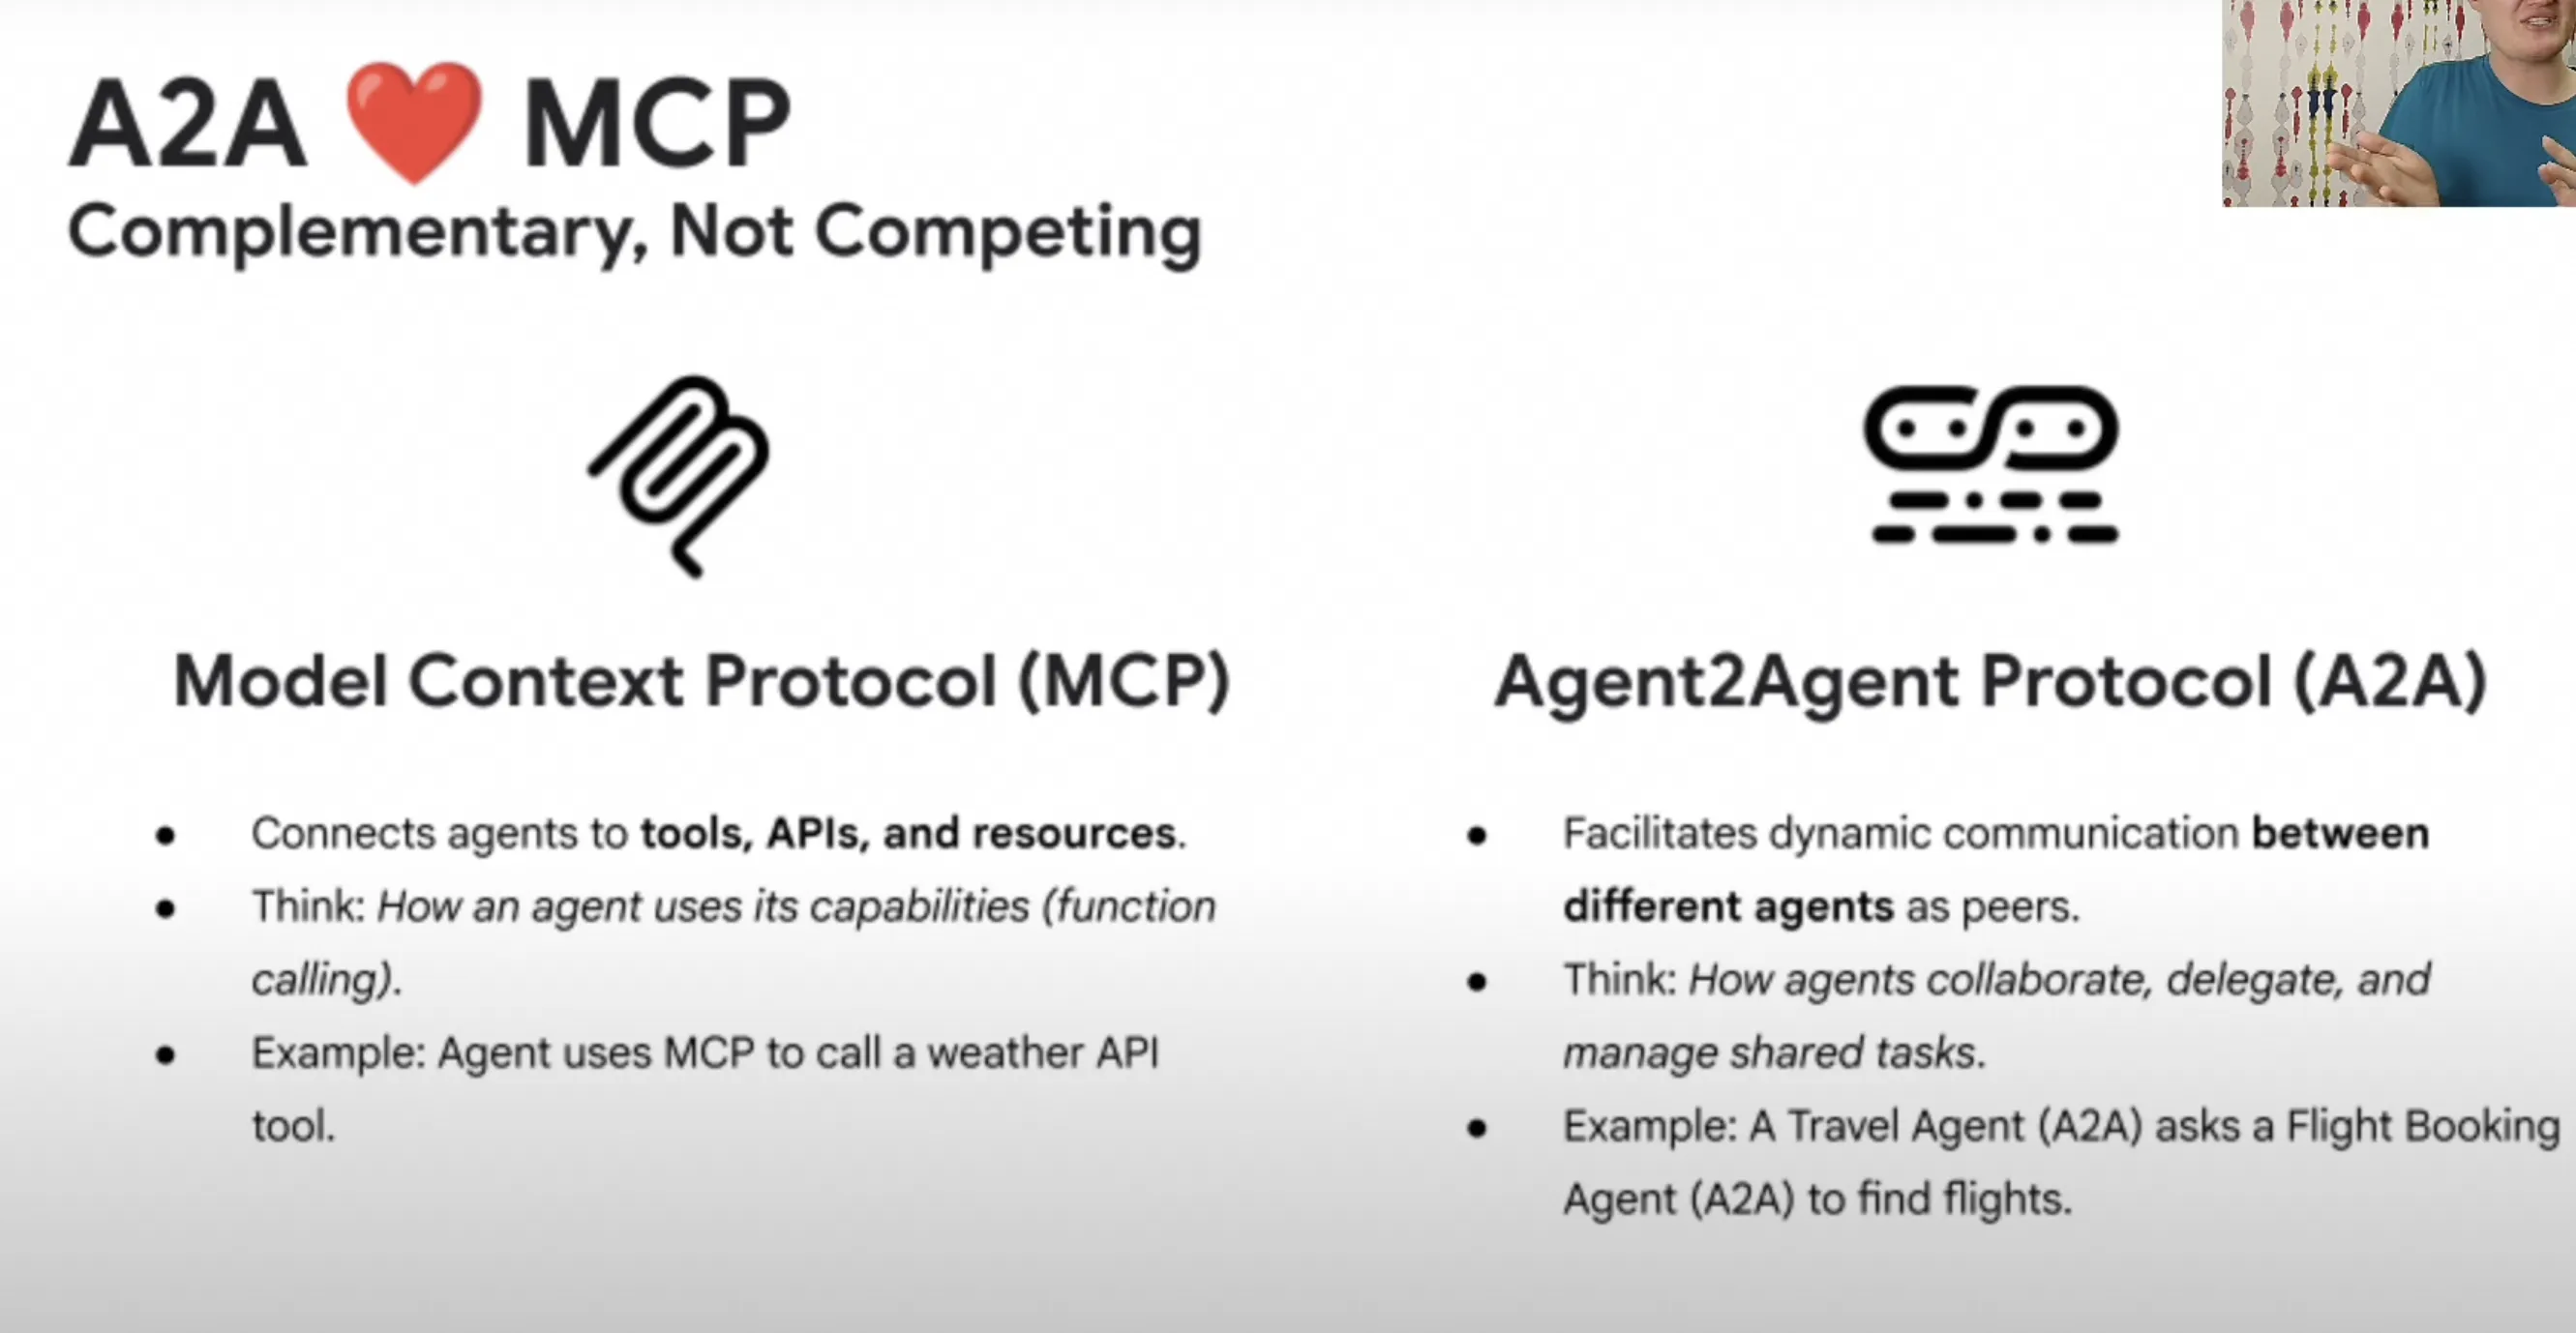 A2A ❤️ MCP
Complementary, Not Competing
Model Context Protocol (MCP)
Connects agents to tools, APIs, and resources.
Think: How an agent uses its capabilities (function
calling).
Example: Agent uses MCP to call a weather API
tool.
Agent2Agent Protocol (A2A)
Facilitates dynamic communication between
different agents as peers.
Think: How agents collaborate, delegate, and
manage shared tasks.
Example: A Travel Agent (A2A) asks a Flight Booking
Agent (A2A) to find flights.